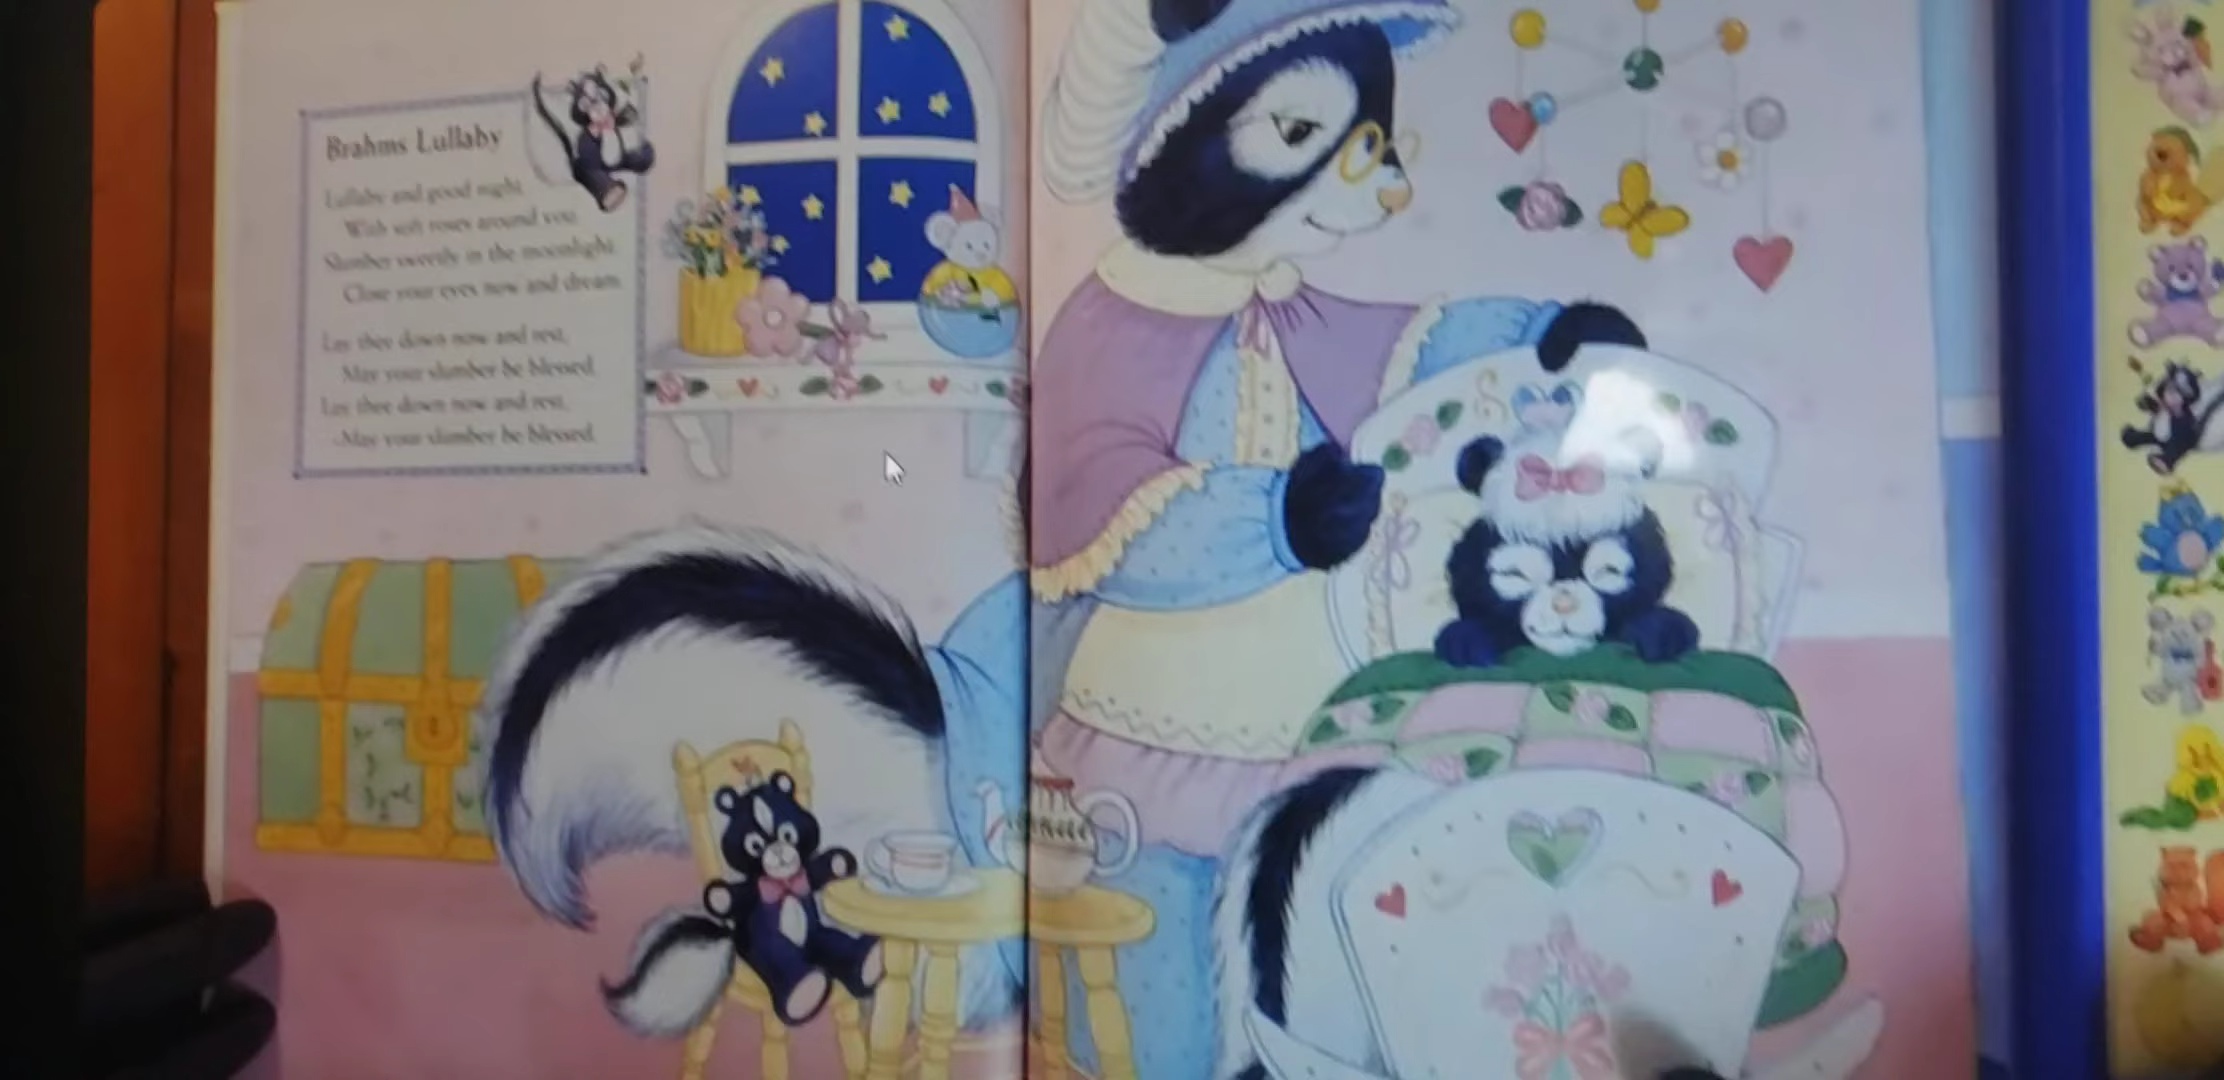 Brahms Lullaby
Lullaby and good night,
With soft roses around you
Slumber sweetly in the moonlight,
Close your eyes now and dream.
Lay thee down now and rest,
May your slumber be blessed.
Lay thee down now and rest,
May your slumber be blessed.